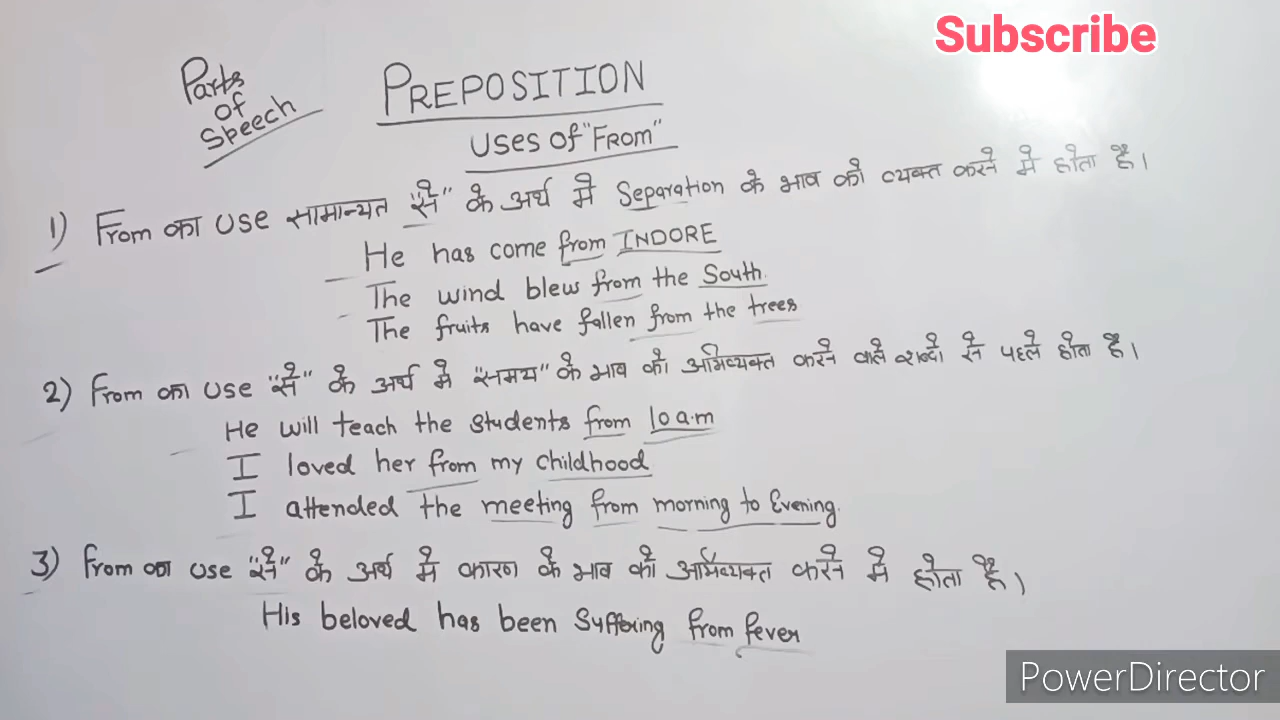 Subscribe
Parts
of
Speech
PREPOSITION
Uses of "FROM"
1) From का use सामान्यत "से" के अर्थ में Separation के भाव को व्यक्त करने में होता है।
He has come from INDORE
The wind blew from the South.
The fruits have fallen from the trees
2) From का use "से" के अर्थ में "समय" के भाव को अभिव्यक्त करने वाले शब्दो से पहले होता है।
He will teach the students from 10 a.m
I loved her from my childhood
I attended the meeting from morning to Evening.
3) From का use "से" के अर्थ में कारण के भाव को अभिव्यक्त करने में होता है।
His beloved has been Suffering from fever
PowerDirector